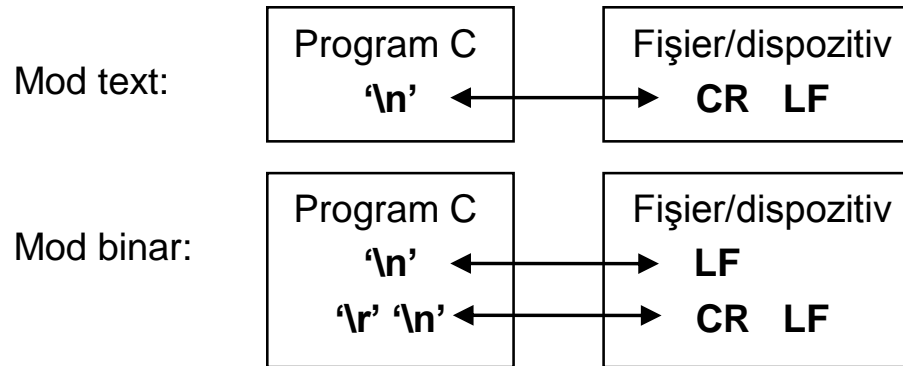 Program C Fişier/dispozitiv
Mod text:
‘\n’ CR LF
Program C Fişier/dispozitiv
Mod binar:
‘\n’ LF
‘\r’ ‘\n’ CR LF